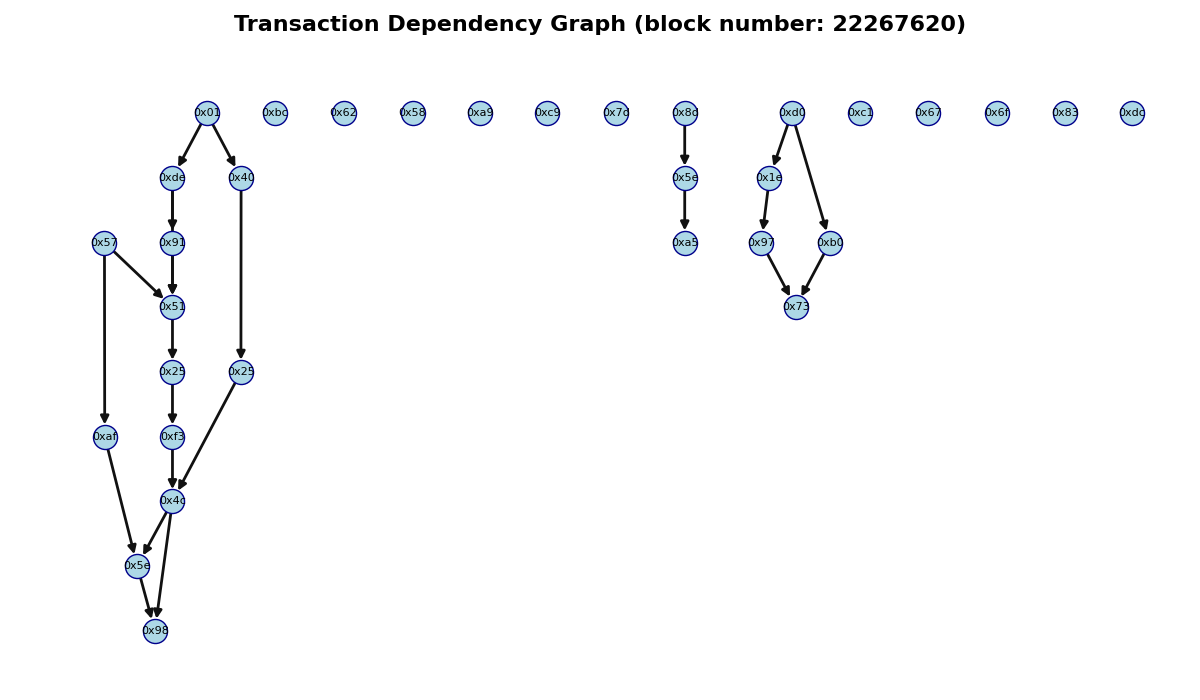 Transaction Dependency Graph (block number: 22267620)
0x01 0xbc 0x62 0x58 0xa9 0xc9 0x7d 0x8d 0xd0 0xc1 0x67 0x6f 0x83 0xdc
0xde 0x40 0x5e 0x1e
0x57 0x91 0xa5 0x97 0xb0
0x51 0x73
0x25 0x25
0xaf 0xf3
0x4c
0x5e
0x98